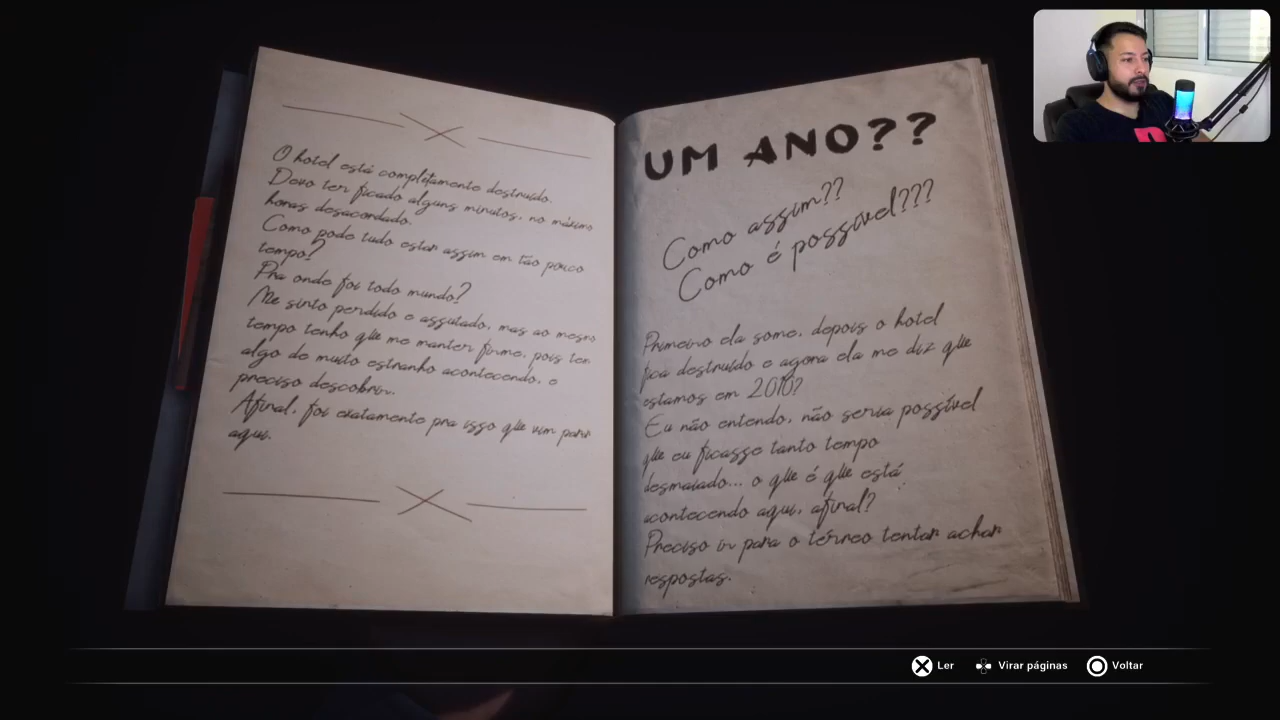 O hotel está completamente destruído.
Devo ter ficado alguns minutos, no máximo
horas desacordado.
Como pode tudo estar assim em tão pouco
tempo?
Pra onde foi todo mundo?
Me sinto perdido e assutado, mas ao mesmo
tempo tenho que me manter firme, pois tem
algo de muito estranho acontecendo, e
preciso descobrir.
Afinal, foi exatamente pra isso que vim para
aqui.
UM ANO??
Como assim??
Como é possível???
Primeiro ela some, depois o hotel
fica destruído e agora ela me diz que
estamos em 2010?
Eu não entendo, não seria possível
que eu ficasse tanto tempo
desmaiado... o que é que está
acontecendo aqui, afinal?
Preciso ir para o térreo tentar achar
respostas.
Ler
Virar páginas
Voltar